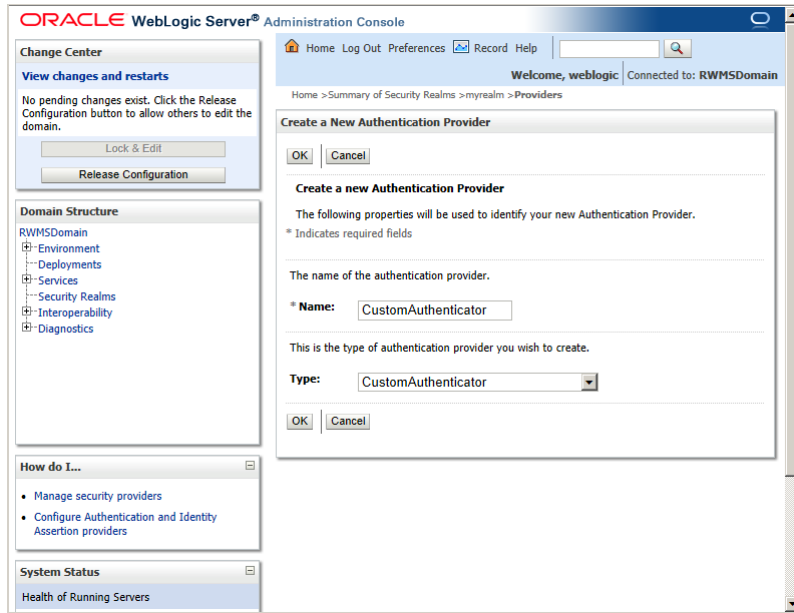 ORACLE WebLogic Server® Administration Console
Change Center
View changes and restarts
No pending changes exist. Click the Release
Configuration button to allow others to edit the
domain.
Lock & Edit
Release Configuration
Domain Structure
RWMSDomain
Environment
Deployments
Services
Security Realms
Interoperability
Diagnostics
How do I...
Manage security providers
Configure Authentication and Identity
Assertion providers
System Status
Health of Running Servers
Home Log Out Preferences Record Help
Welcome, weblogic Connected to: RWMSDomain
Home >Summary of Security Realms >myrealm >Providers
Create a New Authentication Provider
OK Cancel
Create a new Authentication Provider
The following properties will be used to identify your new Authentication Provider.
* Indicates required fields
The name of the authentication provider.
* Name: CustomAuthenticator
This is the type of authentication provider you wish to create.
Type: CustomAuthenticator
OK Cancel